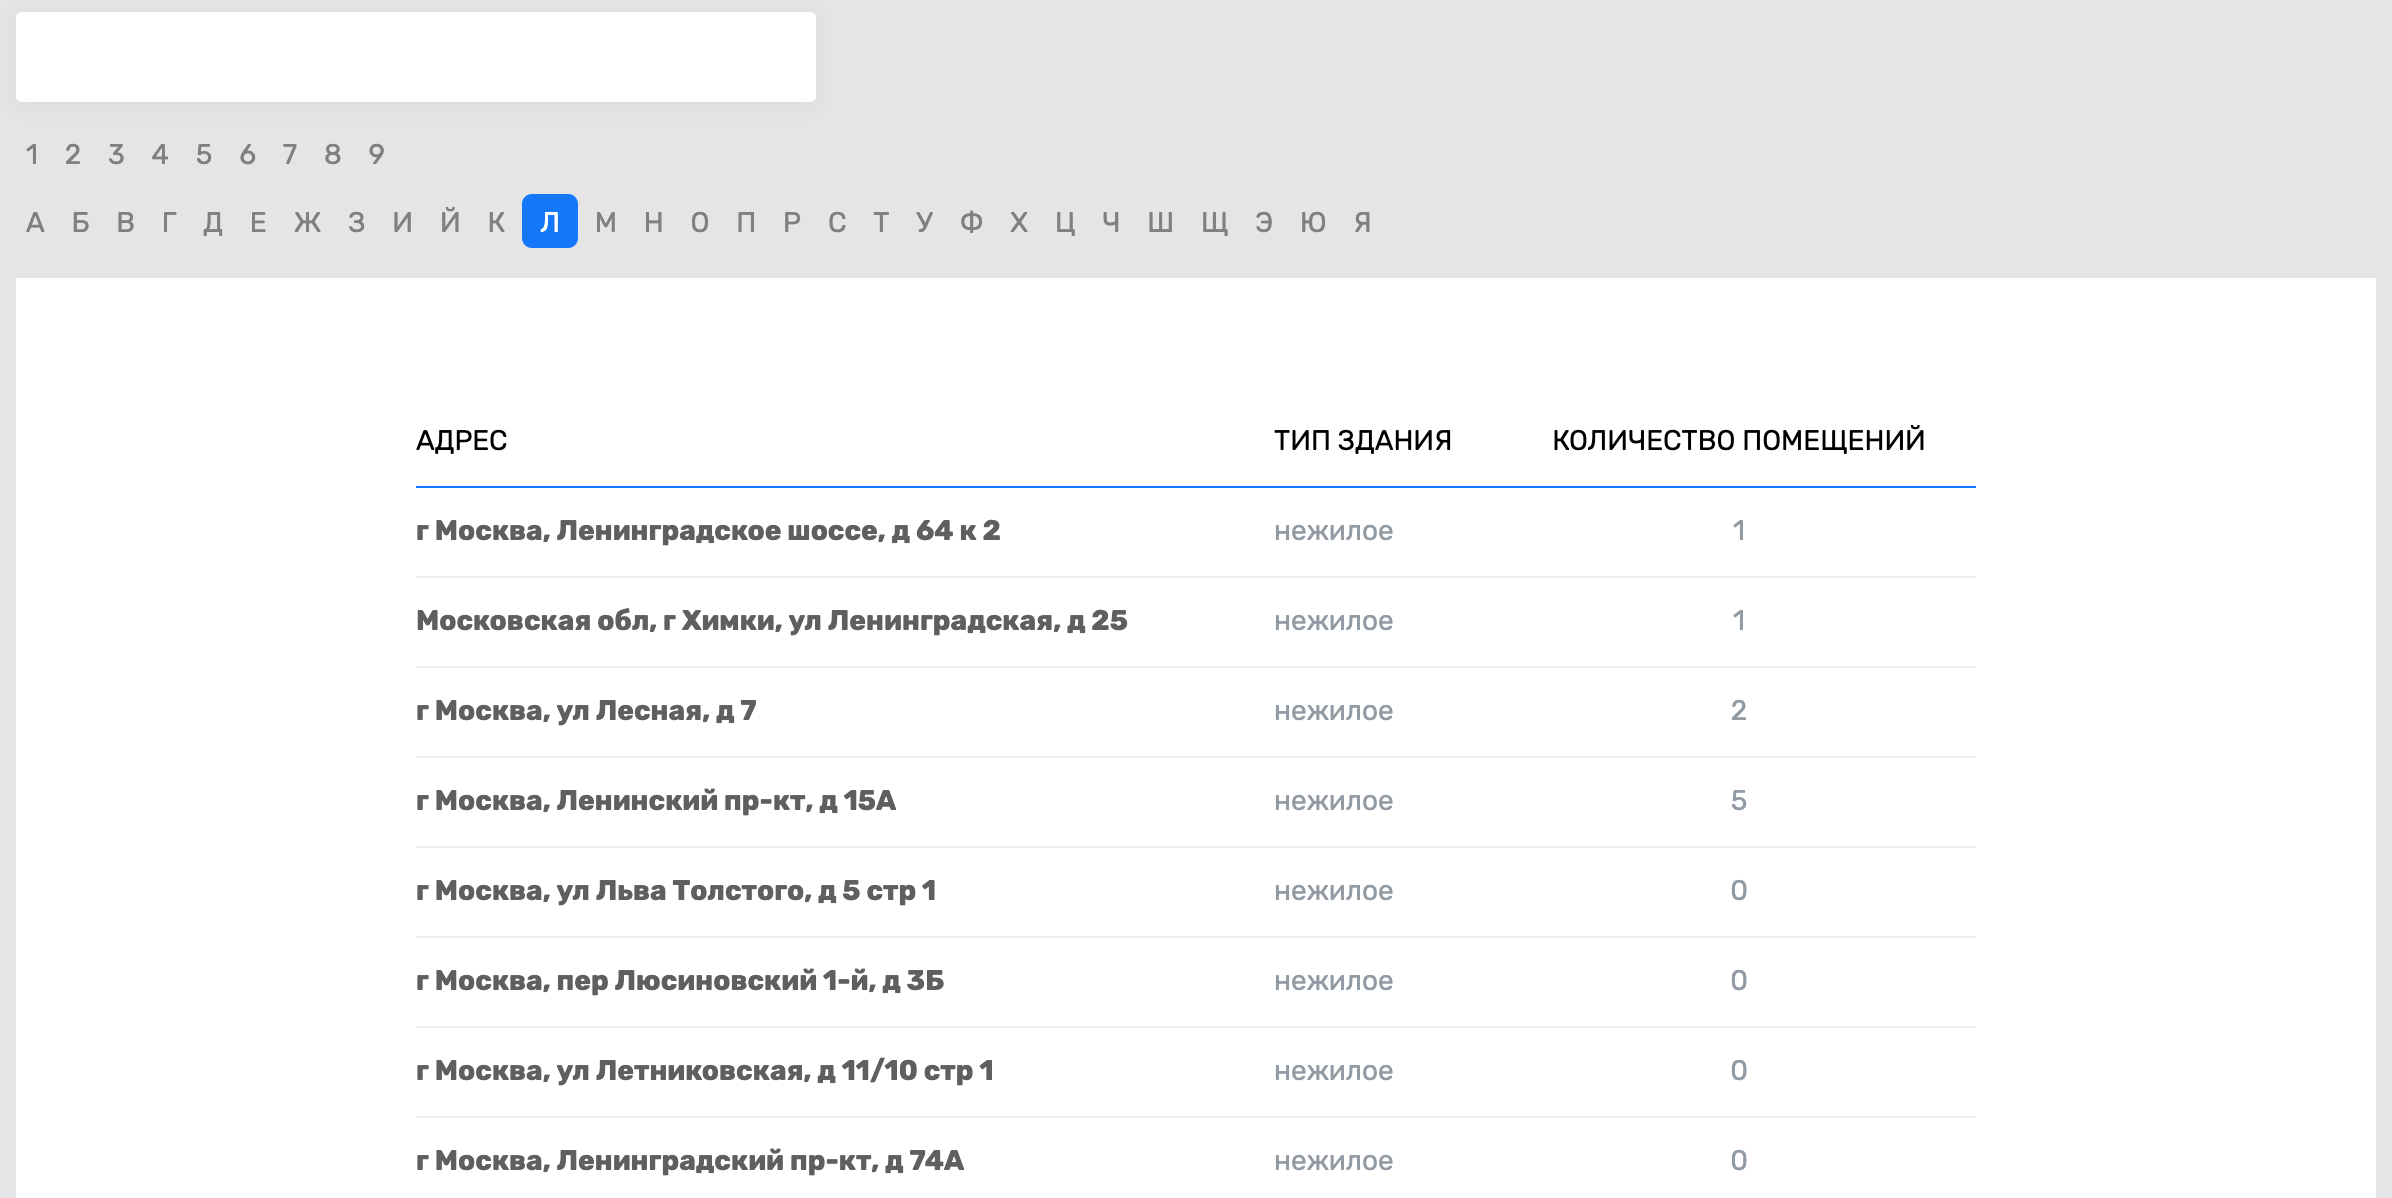 1 2 3 4 5 6 7 8 9
А Б В Г Д Е Ж З И Й К Л М Н О П Р С Т У Ф Х Ц Ч Ш Щ Э Ю Я
АДРЕС ТИП ЗДАНИЯ КОЛИЧЕСТВО ПОМЕЩЕНИЙ
г Москва, Ленинградское шоссе, д 64 к 2 нежилое 1
Московская обл, г Химки, ул Ленинградская, д 25 нежилое 1
г Москва, ул Лесная, д 7 нежилое 2
г Москва, Ленинский пр-кт, д 15А нежилое 5
г Москва, ул Льва Толстого, д 5 стр 1 нежилое 0
г Москва, пер Люсиновский 1-й, д 3Б нежилое 0
г Москва, ул Летниковская, д 11/10 стр 1 нежилое 0
г Москва, Ленинградский пр-кт, д 74А нежилое 0